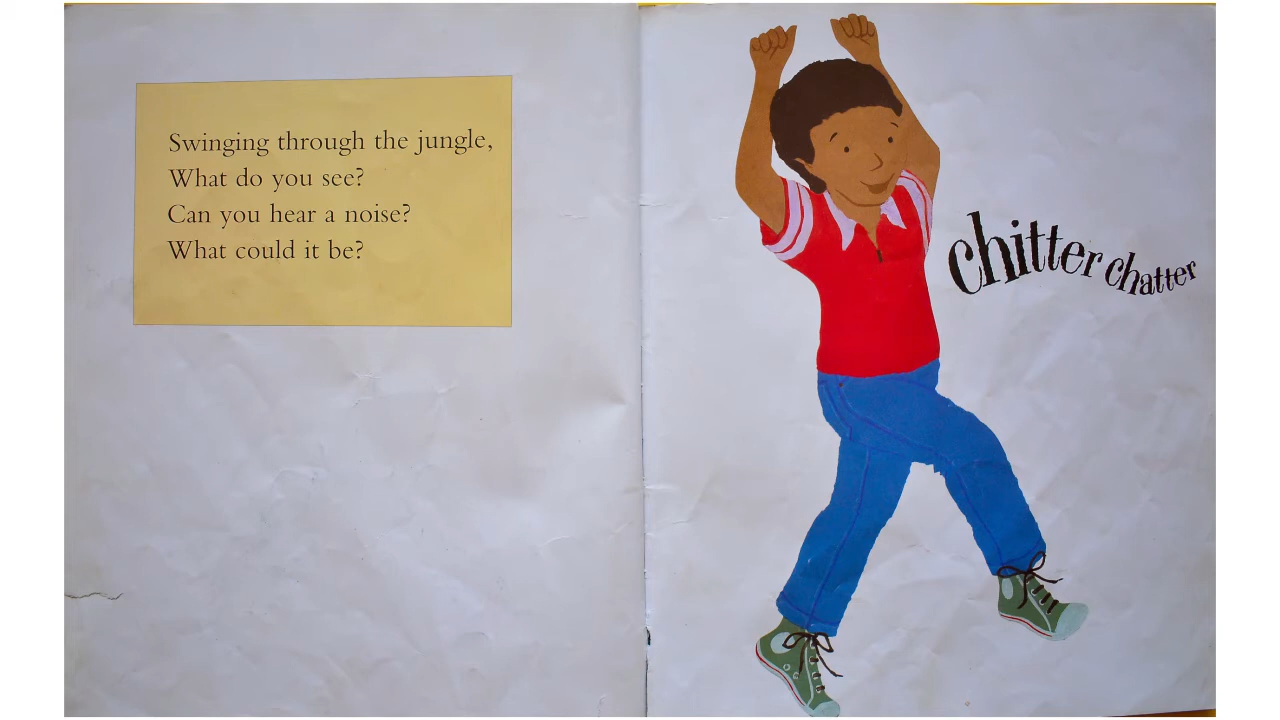 Swinging through the jungle,
What do you see?
Can you hear a noise?
What could it be?
chitter chatter